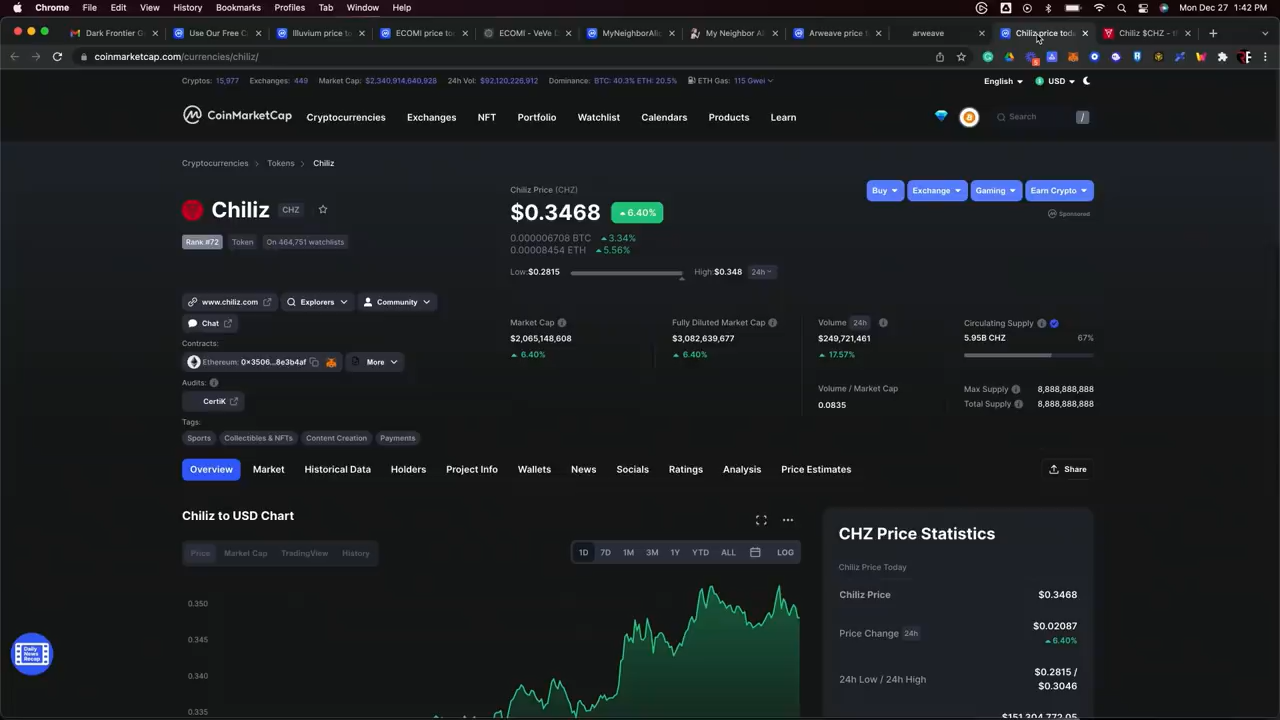 Chrome File Edit View History Bookmarks Profiles Tab Window Help Mon Dec 27 1:42 PM
Dark Frontier G Use Our Free C Illuvium price to ECOMI price to ECOMI - VeVe D MyNeighborAli My Neighbor A Arweave price arweave Chiliz price toda Chiliz $CHZ - th
coinmarketcap.com/currencies/chiliz/
Cryptos: 15,977 Exchanges: 449 Market Cap: $2,340,914,640,928 24h Vol: $92,120,226,912 Dominance: BTC: 40.3% ETH: 20.5% ETH Gas: 115 Gwei English USD
CoinMarketCap Cryptocurrencies Exchanges NFT Portfolio Watchlist Calendars Products Learn Search /
Cryptocurrencies > Tokens > Chiliz
Chiliz CHZ
Rank #72 Token On 464,751 watchlists
www.chiliz.com Explorers Community
Chat
Contracts:
Ethereum: 0x3506...8e3b4af More
Audits:
CertiK
Tags:
Sports Collectibles & NFTs Content Creation Payments
Chiliz Price (CHZ)
$0.3468 6.40%
0.000006708 BTC 3.34%
0.00008454 ETH 5.56%
Low: $0.2815 High: $0.348 24h
Buy Exchange Gaming Earn Crypto
Sponsored
Market Cap
$2,065,148,608
6.40%
Fully Diluted Market Cap
$3,082,639,677
6.40%
Volume 24h
$249,721,461
17.57%
Volume / Market Cap
0.0835
Circulating Supply
5.95B CHZ 67%
Max Supply 8,888,888,888
Total Supply 8,888,888,888
Overview Market Historical Data Holders Project Info Wallets News Socials Ratings Analysis Price Estimates Share
Chiliz to USD Chart
Price Market Cap TradingView History 1D 7D 1M 3M 1Y YTD ALL LOG
0.350
0.345
0.340
0.335
Daily News Recap
CHZ Price Statistics
Chiliz Price Today
Chiliz Price $0.3468
Price Change 24h $0.02087
6.40%
24h Low / 24h High $0.2815 /
$0.3046
$151,304,772.05